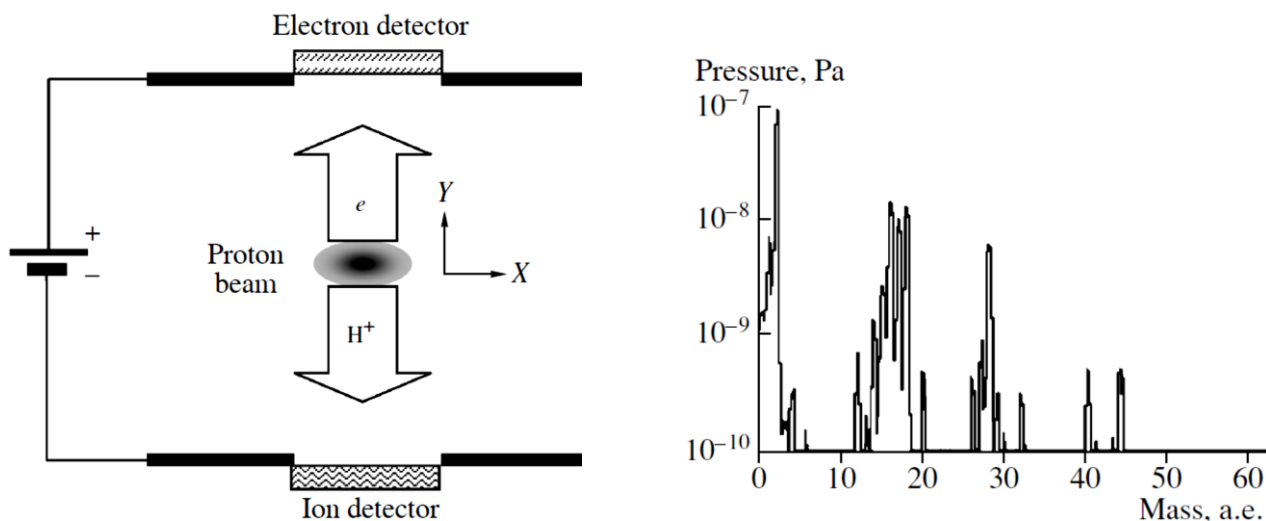 Electron detector
e
Y
Proton
beam
X
+
–
H+
Ion detector
Pressure, Pa
10–7
10–8
10–9
10–10
0 10 20 30 40 50 60
Mass, a.e.